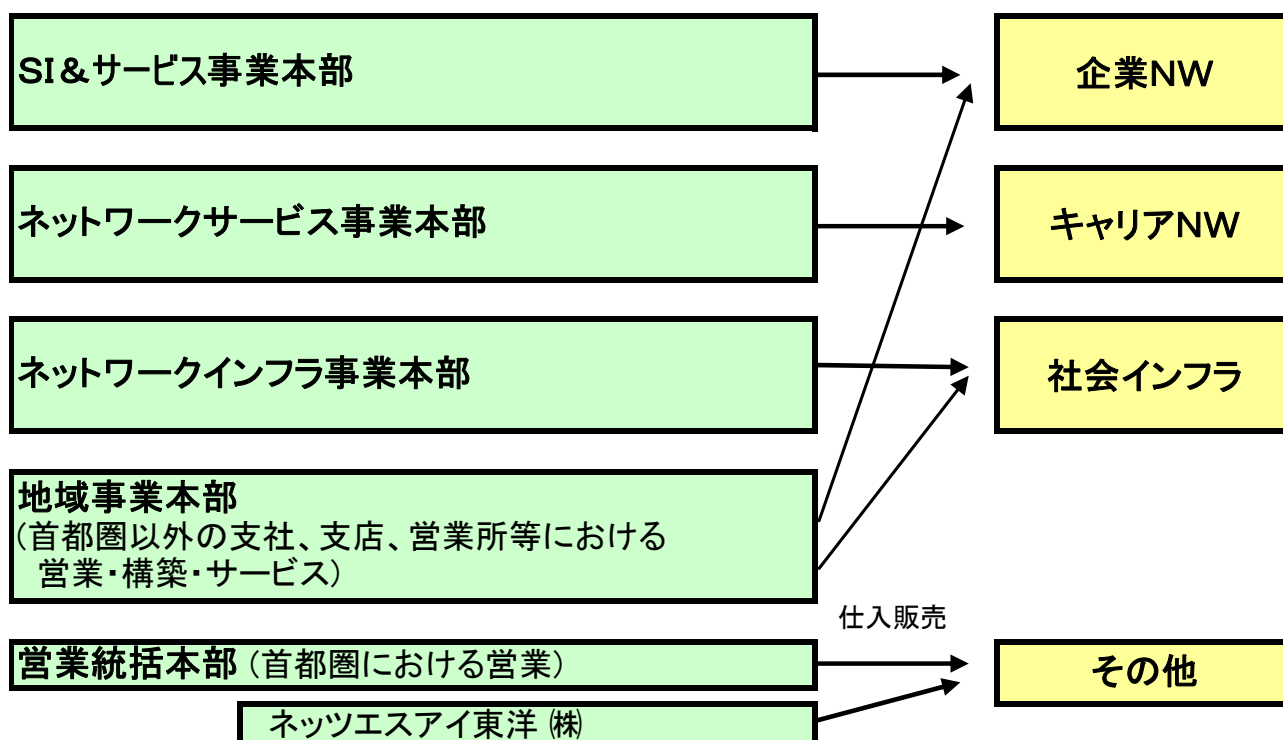 SI&サービス事業本部
企業NW
ネットワークサービス事業本部
キャリアNW
ネットワークインフラ事業本部
社会インフラ
地域事業本部
(首都圏以外の支社、支店、営業所等における
営業・構築・サービス)
仕入販売
営業統括本部 (首都圏における営業)
その他
ネッツエスアイ東洋 ㈱